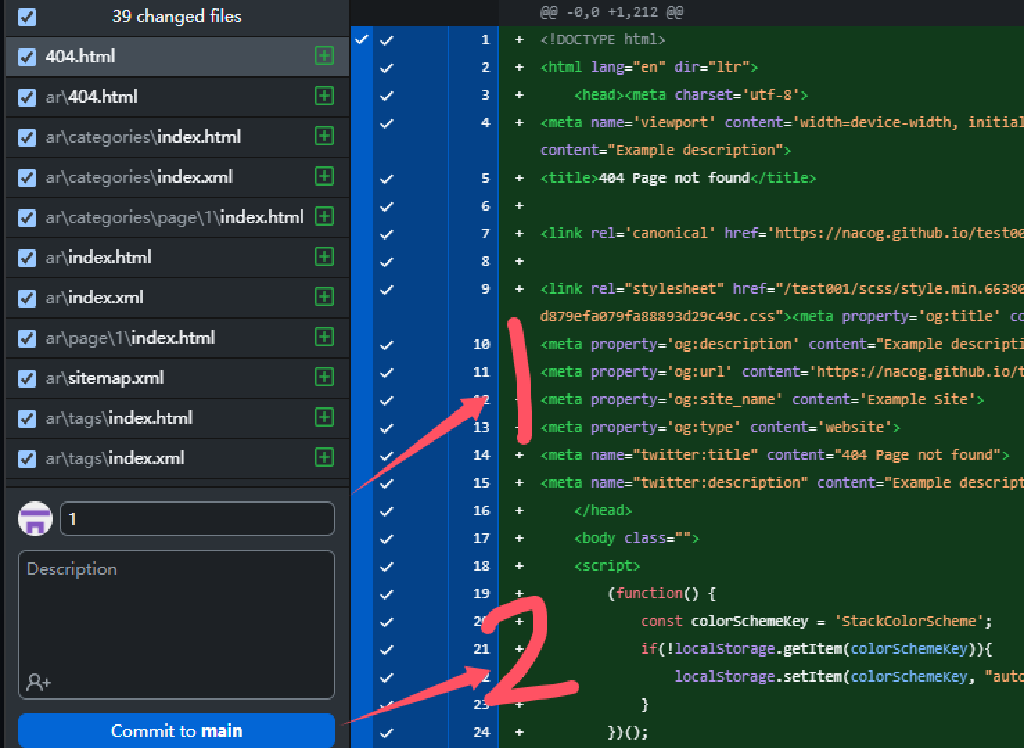 39 changed files
404.html
ar\404.html
ar\categories\index.html
ar\categories\index.xml
ar\categories\page\1\index.html
ar\index.html
ar\index.xml
ar\page\1\index.html
ar\sitemap.xml
ar\tags\index.html
ar\tags\index.xml
1
Description
Commit to main
@@ -0,0 +1,212 @@
1 + <!DOCTYPE html>
2 + <html lang="en" dir="ltr">
3 + <head><meta charset='utf-8'>
4 + <meta name='viewport' content='width=device-width, initial
content="Example description">
5 + <title>404 Page not found</title>
6 +
7 + <link rel='canonical' href='https://nacog.github.io/test00
8 +
9 + <link rel="stylesheet" href="/test001/scss/style.min.66386
d879efa079fa88893d29c49c.css"><meta property='og:title' co
10 + <meta property='og:description' content="Example descripti
11 + <meta property='og:url' content='https://nacog.github.io/t
12 + <meta property='og:site_name' content='Example Site'>
13 + <meta property='og:type' content='website'>
14 + <meta name="twitter:title" content="404 Page not found">
15 + <meta name="twitter:description" content="Example descript
16 + </head>
17 + <body class="">
18 + <script>
19 + (function() {
20 + const colorSchemeKey = 'StackColorScheme';
21 + if(!localStorage.getItem(colorSchemeKey)){
22 + localStorage.setItem(colorSchemeKey, "auto
23 + }
24 + })();
1
2